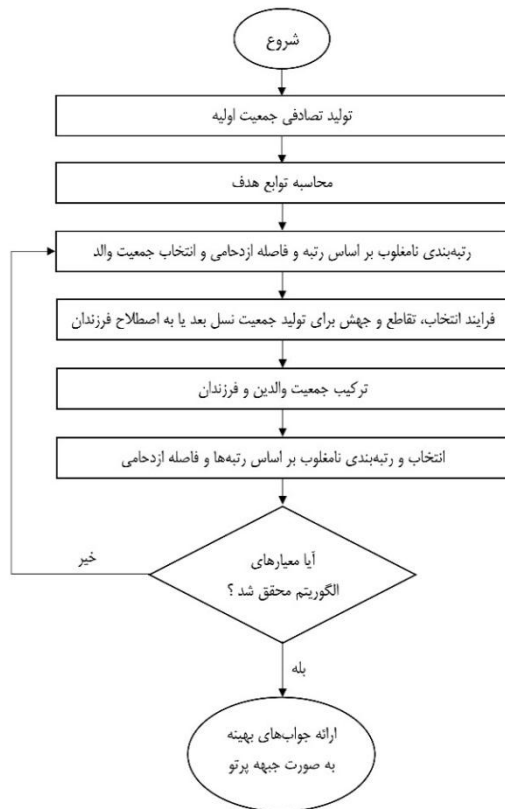 شروع
تولید تصادفی جمعیت اولیه
محاسبه توابع هدف
رتبه‌بندی نامغلوب بر اساس رتبه و فاصله ازدحامی و انتخاب جمعیت والد
فرایند انتخاب، تقاطع و جهش برای تولید جمعیت نسل بعد یا به اصطلاح فرزندان
ترکیب جمعیت والدین و فرزندان
انتخاب و رتبه‌بندی نامغلوب بر اساس رتبه‌ها و فاصله ازدحامی
آیا معیارهای
الگوریتم محقق شد ؟
خیر
بله
ارائه جواب‌های بهینه
به صورت جبهه پرتو